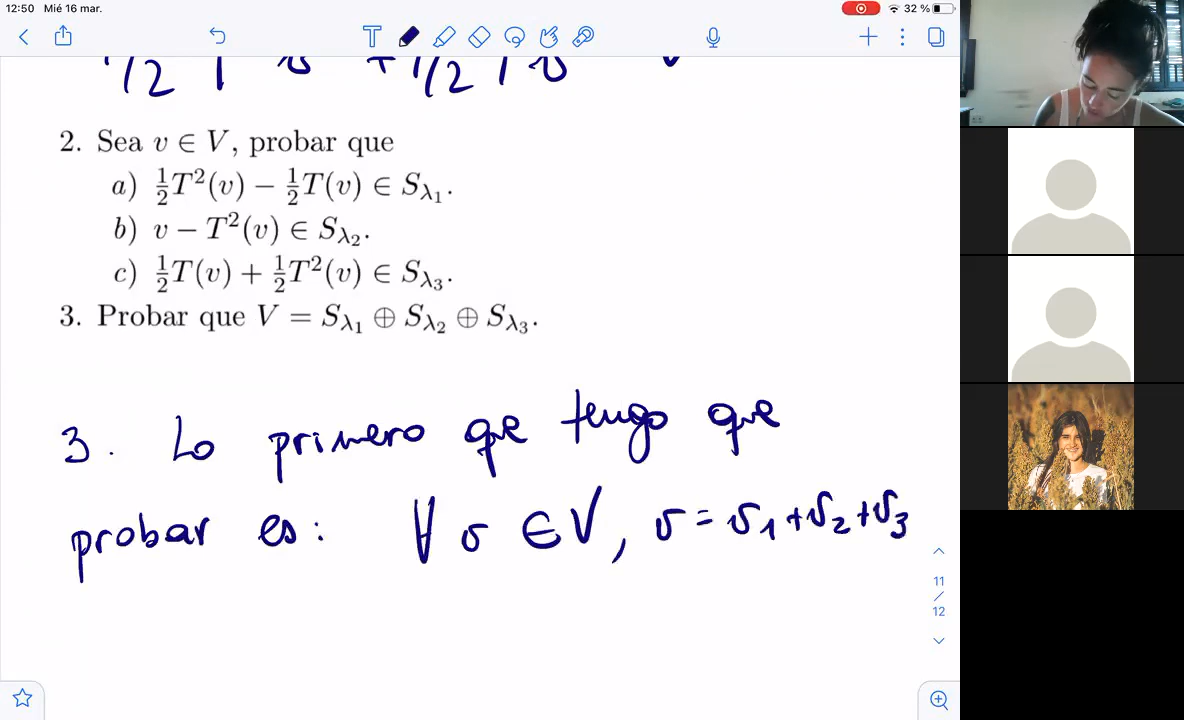 12:50 Mié 16 mar.
32 %
2. Sea v ∈ V, probar que
a) ½T²(v) − ½T(v) ∈ S_λ₁.
b) v − T²(v) ∈ S_λ₂.
c) ½T(v) + ½T²(v) ∈ S_λ₃.
3. Probar que V = S_λ₁ ⊕ S_λ₂ ⊕ S_λ₃.
3. Lo primero que tengo que
probar es: ∀ v ∈ V, v = v₁ + v₂ + v₃
11
/
12